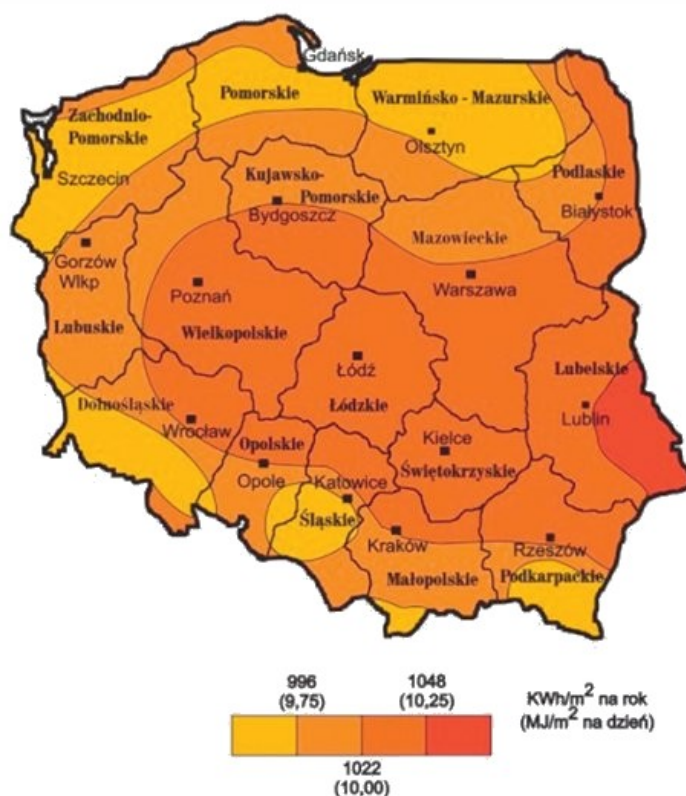 Gdańsk
Pomorskie
Warmińsko - Mazurskie
Zachodnio-
Pomorskie
Olsztyn
Szczecin
Kujawsko-
Pomorskie
Podlaskie
Bydgoszcz
Białystok
Mazowieckie
Gorzów
Wlkp
Poznań
Warszawa
Lubuskie
Wielkopolskie
Łódź
Lubelskie
Dolnośląskie
Łódzkie
Lublin
Wrocław
Opolskie
Kielce
Opole
Katowice
Świętokrzyskie
Śląskie
Kraków
Rzeszów
Małopolskie
Podkarpackie
996
(9,75)
1048
(10,25)
KWh/m² na rok
(MJ/m² na dzień)
1022
(10,00)